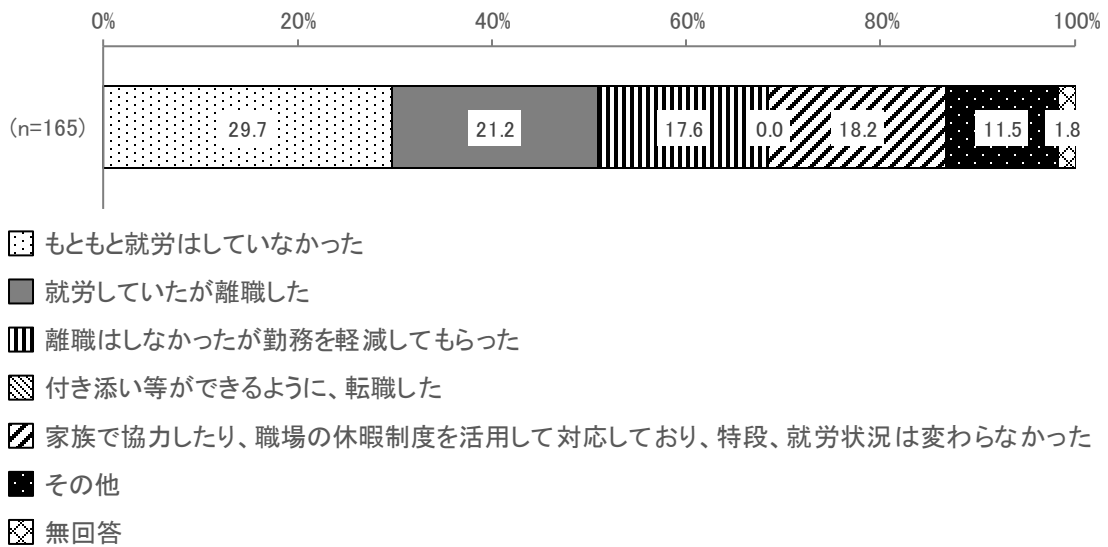 0% 20% 40% 60% 80% 100%
(n=165) 29.7 21.2 17.6 0.0 18.2 11.5 1.8
もともと就労はしていなかった
就労していたが離職した
離職はしなかったが勤務を軽減してもらった
付き添い等ができるように、転職した
家族で協力したり、職場の休暇制度を活用して対応しており、特段、就労状況は変わらなかった
その他
無回答